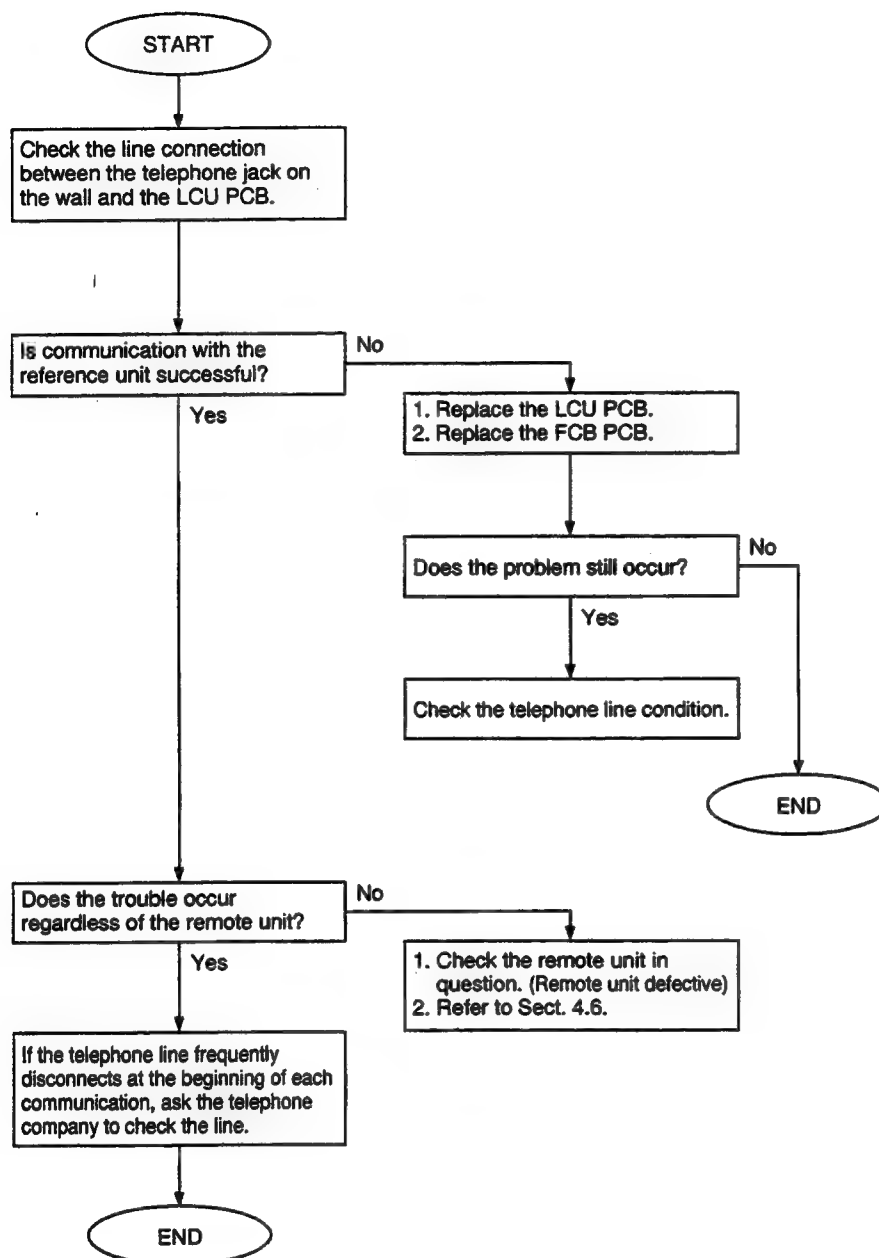 START
Check the line connection
between the telephone jack on
the wall and the LCU PCB.
Is communication with the
reference unit successful?
No
Yes
1. Replace the LCU PCB.
2. Replace the FCB PCB.
Does the problem still occur?
No
Yes
Check the telephone line condition.
END
Does the trouble occur
regardless of the remote unit?
No
Yes
1. Check the remote unit in
question. (Remote unit defective)
2. Refer to Sect. 4.6.
If the telephone line frequently
disconnects at the beginning of each
communication, ask the telephone
company to check the line.
END